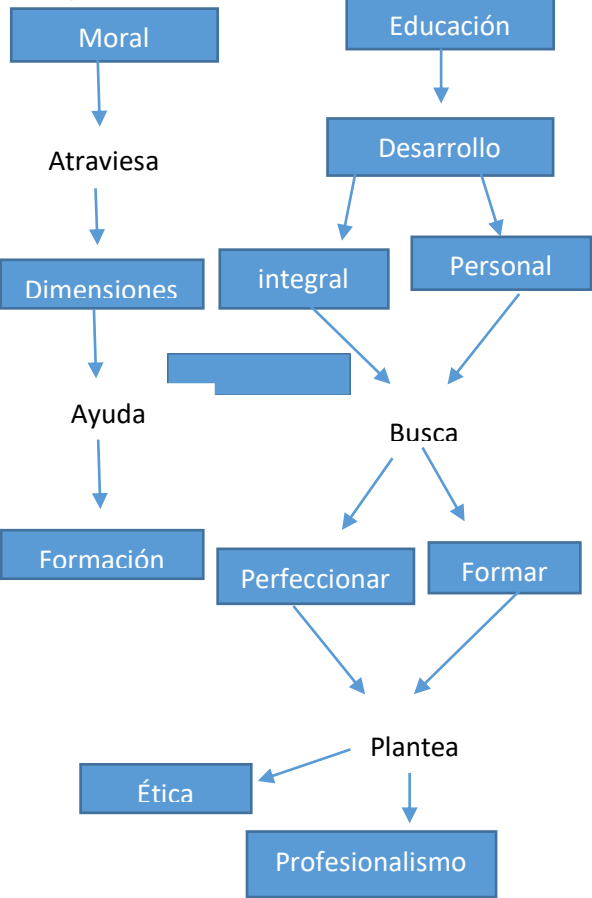 Moral
Educación
Atraviesa
Desarrollo
Dimensiones
integral
Personal
Ayuda
Busca
Formación
Perfeccionar
Formar
Plantea
Ética
Profesionalismo